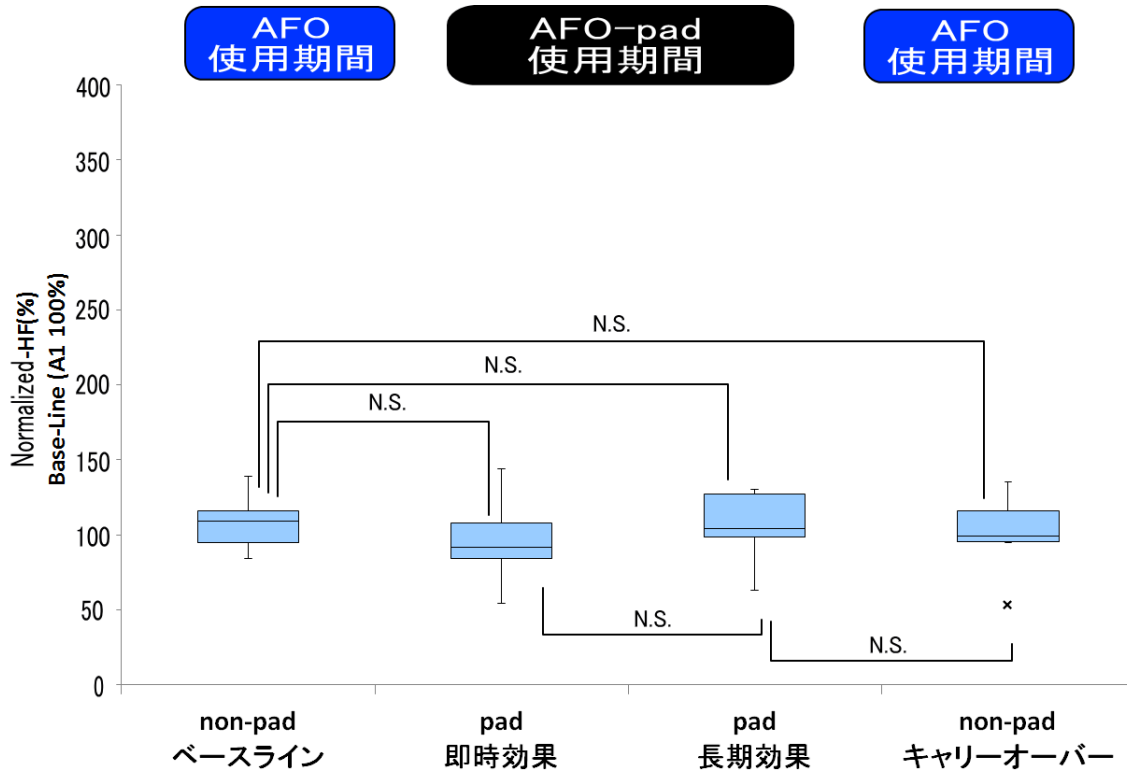 AFO
使用期間
AFO-pad
使用期間
AFO
使用期間
400
350
300
250
200
150
100
50
0
Normalized-HF(%)
Base-Line (A1 100%)
N.S.
N.S.
N.S.
N.S.
N.S.
non-pad
ベースライン
pad
即時効果
pad
長期効果
non-pad
キャリーオーバー